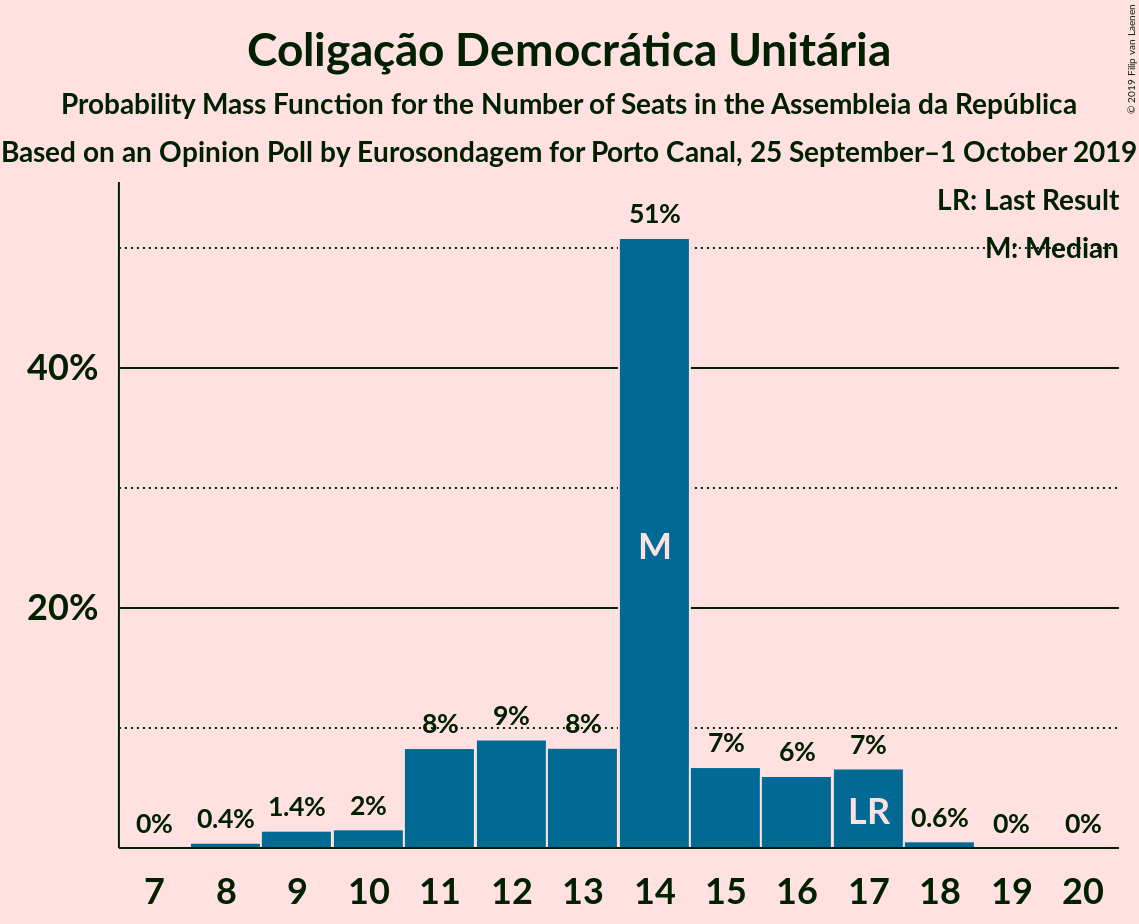 Coligação Democrática Unitária
Probability Mass Function for the Number of Seats in the Assembleia da República
Based on an Opinion Poll by Eurosondagem for Porto Canal, 25 September–1 October 2019
© 2019 Filip van Laenen
LR: Last Result
M: Median
51%
40%
20%
M
0%
0.4%
1.4%
2%
8%
9%
8%
7%
6%
7%
LR
0.6%
0%
0%
7 8 9 10 11 12 13 14 15 16 17 18 19 20